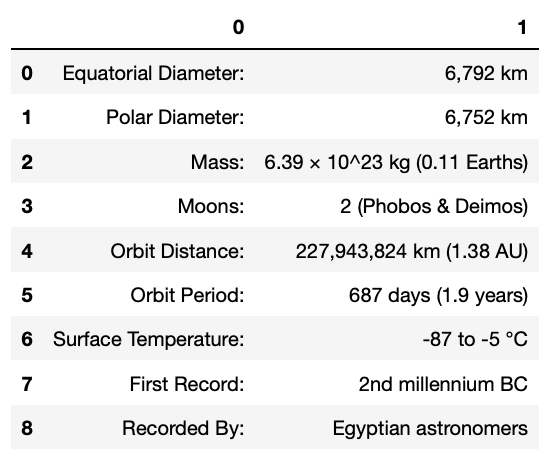 0 1
0 Equatorial Diameter: 6,792 km
1 Polar Diameter: 6,752 km
2 Mass: 6.39 × 10^23 kg (0.11 Earths)
3 Moons: 2 (Phobos & Deimos)
4 Orbit Distance: 227,943,824 km (1.38 AU)
5 Orbit Period: 687 days (1.9 years)
6 Surface Temperature: -87 to -5 °C
7 First Record: 2nd millennium BC
8 Recorded By: Egyptian astronomers